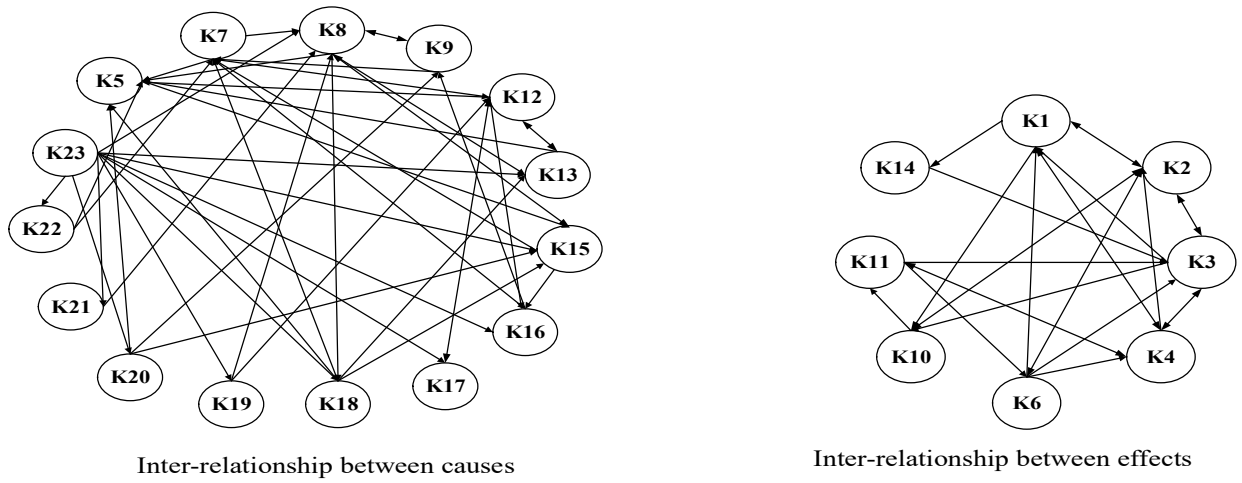 K7
K8
K9
K5
K12
K23
K13
K22
K15
K21
K16
K20
K19
K18
K17
Inter-relationship between causes
K1
K14
K2
K11
K3
K10
K4
K6
Inter-relationship between effects